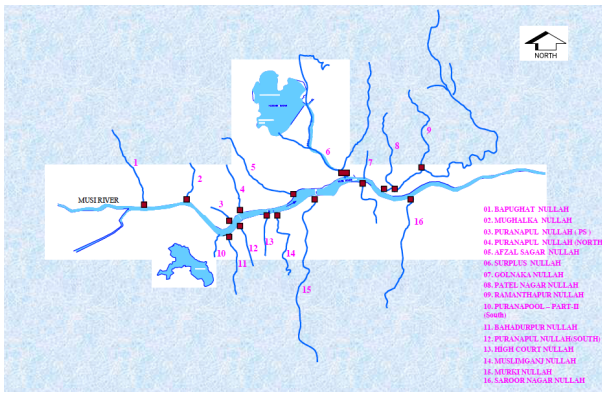 NORTH
9
8
6
7
5
1
2
4
3
MUSI RIVER
16
13
12
14
10
11
15
01. BAPUGHAT NULLAH
02. MUGHALKA NULLAH
03. PURANAPUL NULLAH ( PS )
04. PURANAPUL NULLAH (NORTH
05. AFZAL SAGAR NULLAH
06. SURPLUS NULLAH
07. GOLNAKA NULLAH
08. PATEL NAGAR NULLAH
09. RAMANTHAPUR NULLAH
10. PURANAPOOL – PART-II
(South)
11. BAHADURPUR NULLAH
12. PURANAPUL NULLAH(SOUTH)
13. HIGH COURT NULLAH
14. MUSLIMGANJ NULLAH
15. MURKI NULLAH
16. SAROOR NAGAR NULLAH